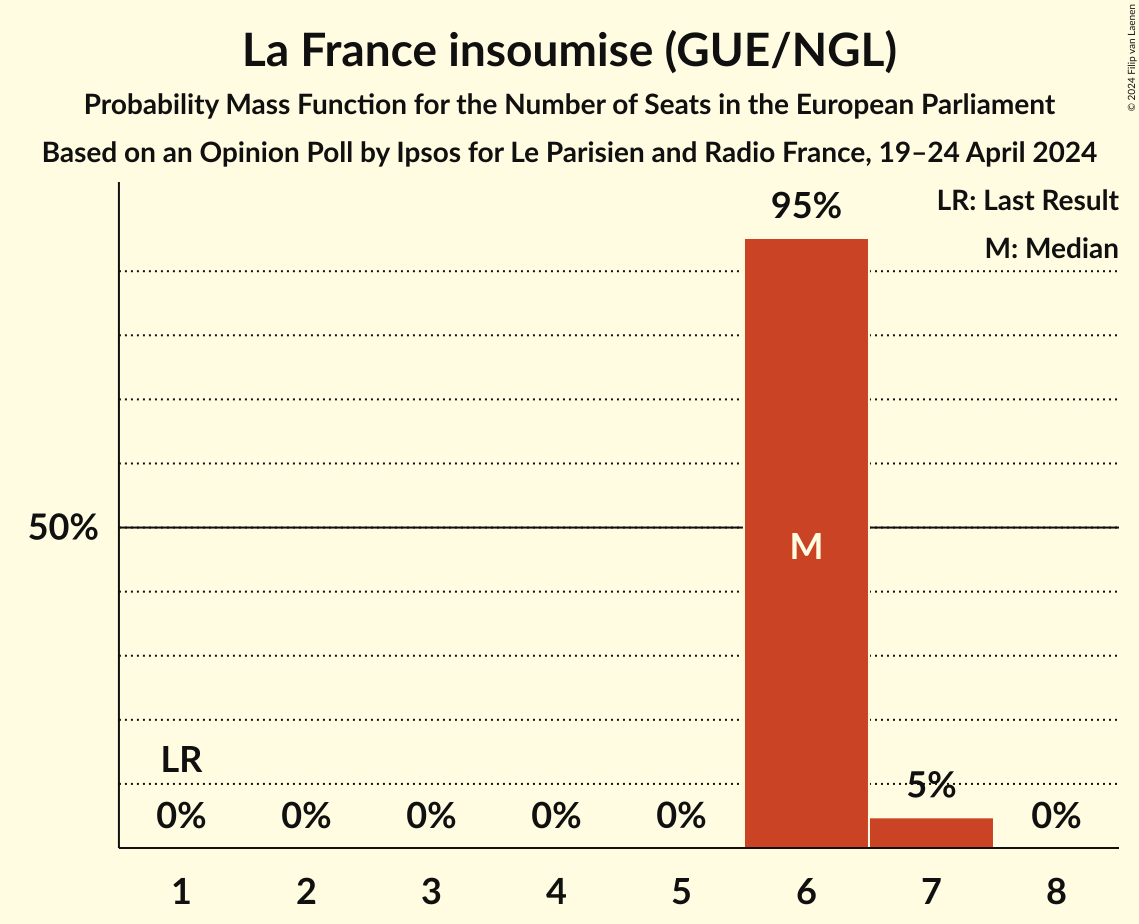 La France insoumise (GUE/NGL)
Probability Mass Function for the Number of Seats in the European Parliament
Based on an Opinion Poll by Ipsos for Le Parisien and Radio France, 19–24 April 2024
© 2024 Filip van Laenen
LR: Last Result
M: Median
95%
50%
M
LR
0% 0% 0% 0% 0% 5% 0%
1 2 3 4 5 6 7 8